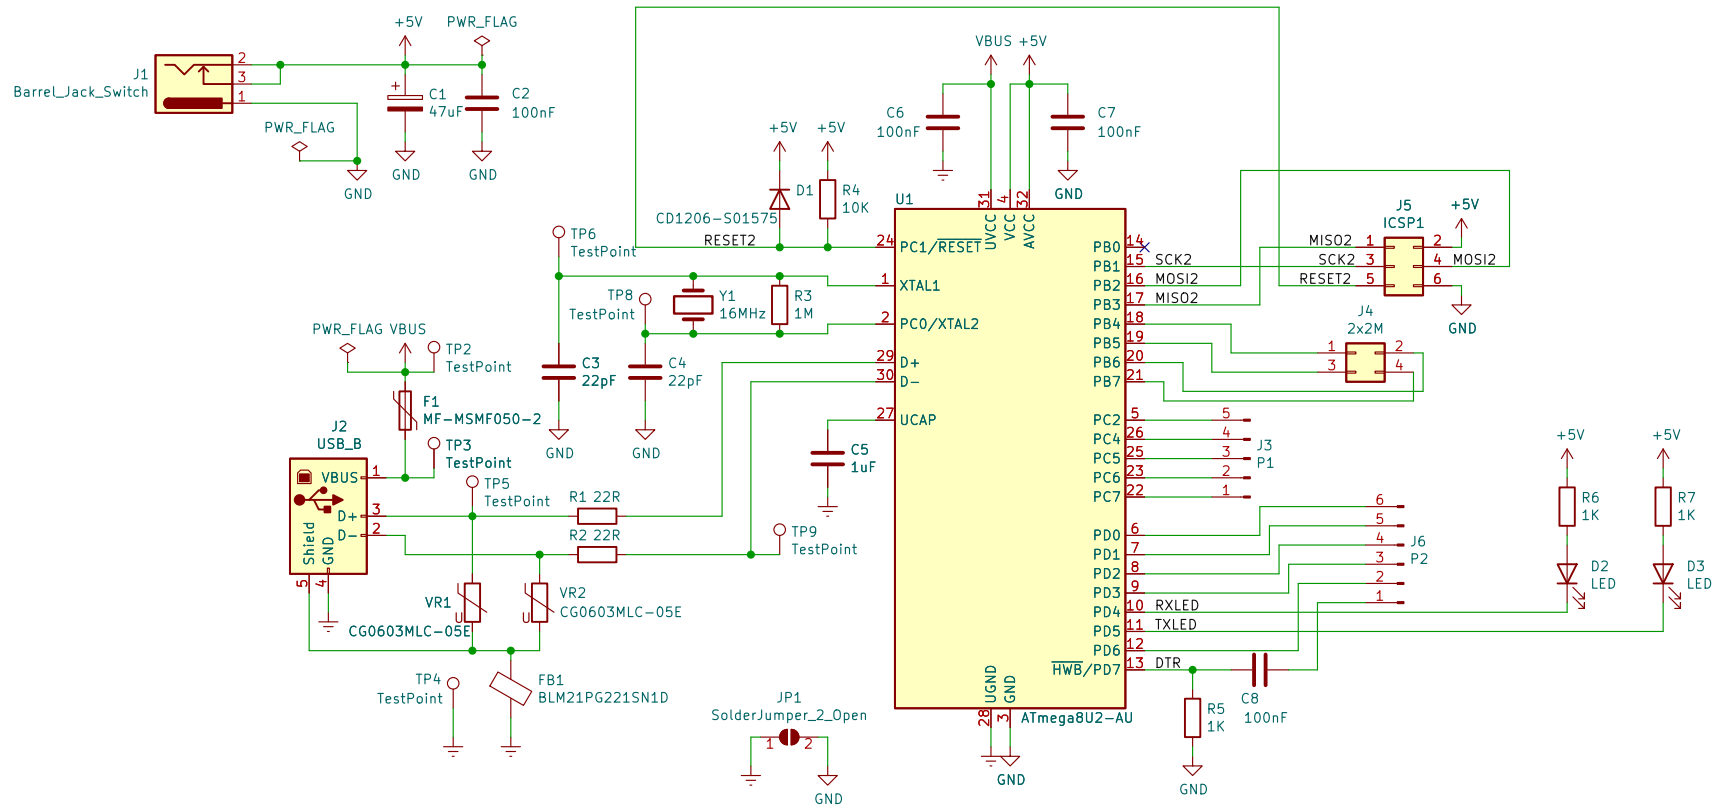 +5V
PWR_FLAG
J1
Barrel_Jack_Switch
2
3
1
+
C1
47uF
C2
100nF
PWR_FLAG
GND
GND
GND
VBUS
+5V
C6
100nF
C7
100nF
GND
+5V
+5V
D1
CD1206-S01575
R4
10K
RESET2
TP6
TestPoint
TP8
TestPoint
Y1
16MHz
R3
1M
C3
22pF
GND
C4
22pF
GND
C5
1uF
PWR_FLAG
VBUS
TP2
TestPoint
F1
MF-MSMF050-2
J2
USB_B
TP3
TestPoint
VBUS
1
D+
3
D-
2
Shield
GND
5
4
TP5
TestPoint
R1 22R
R2 22R
TP9
TestPoint
VR1
U
CG0603MLC-05E
VR2
U
CG0603MLC-05E
TP4
TestPoint
FB1
BLM21PG221SN1D
JP1
SolderJumper_2_Open
1
2
GND
U1
31
4
32
UVCC
VCC
AVCC
24
PC1/RESET
1
XTAL1
2
PC0/XTAL2
29
D+
30
D-
27
UCAP
PB0
14
PB1
15
SCK2
PB2
16
MOSI2
PB3
17
MISO2
PB4
18
PB5
19
PB6
20
PB7
21
PC2
5
PC4
26
PC5
25
PC6
23
PC7
22
PD0
6
PD1
7
PD2
8
PD3
9
PD4
10
RXLED
PD5
11
TXLED
PD6
12
HWB/PD7
13
DTR
UGND
GND
28
3
ATmega8U2-AU
GND
J5
ICSP1
MISO2
1
2
+5V
SCK2
3
4
MOSI2
RESET2
5
6
GND
J4
2x2M
1
2
3
4
5
4
3
2
1
J3
P1
6
5
4
3
2
1
J6
P2
R5
1K
GND
C8
100nF
+5V
R6
1K
D2
LED
+5V
R7
1K
D3
LED